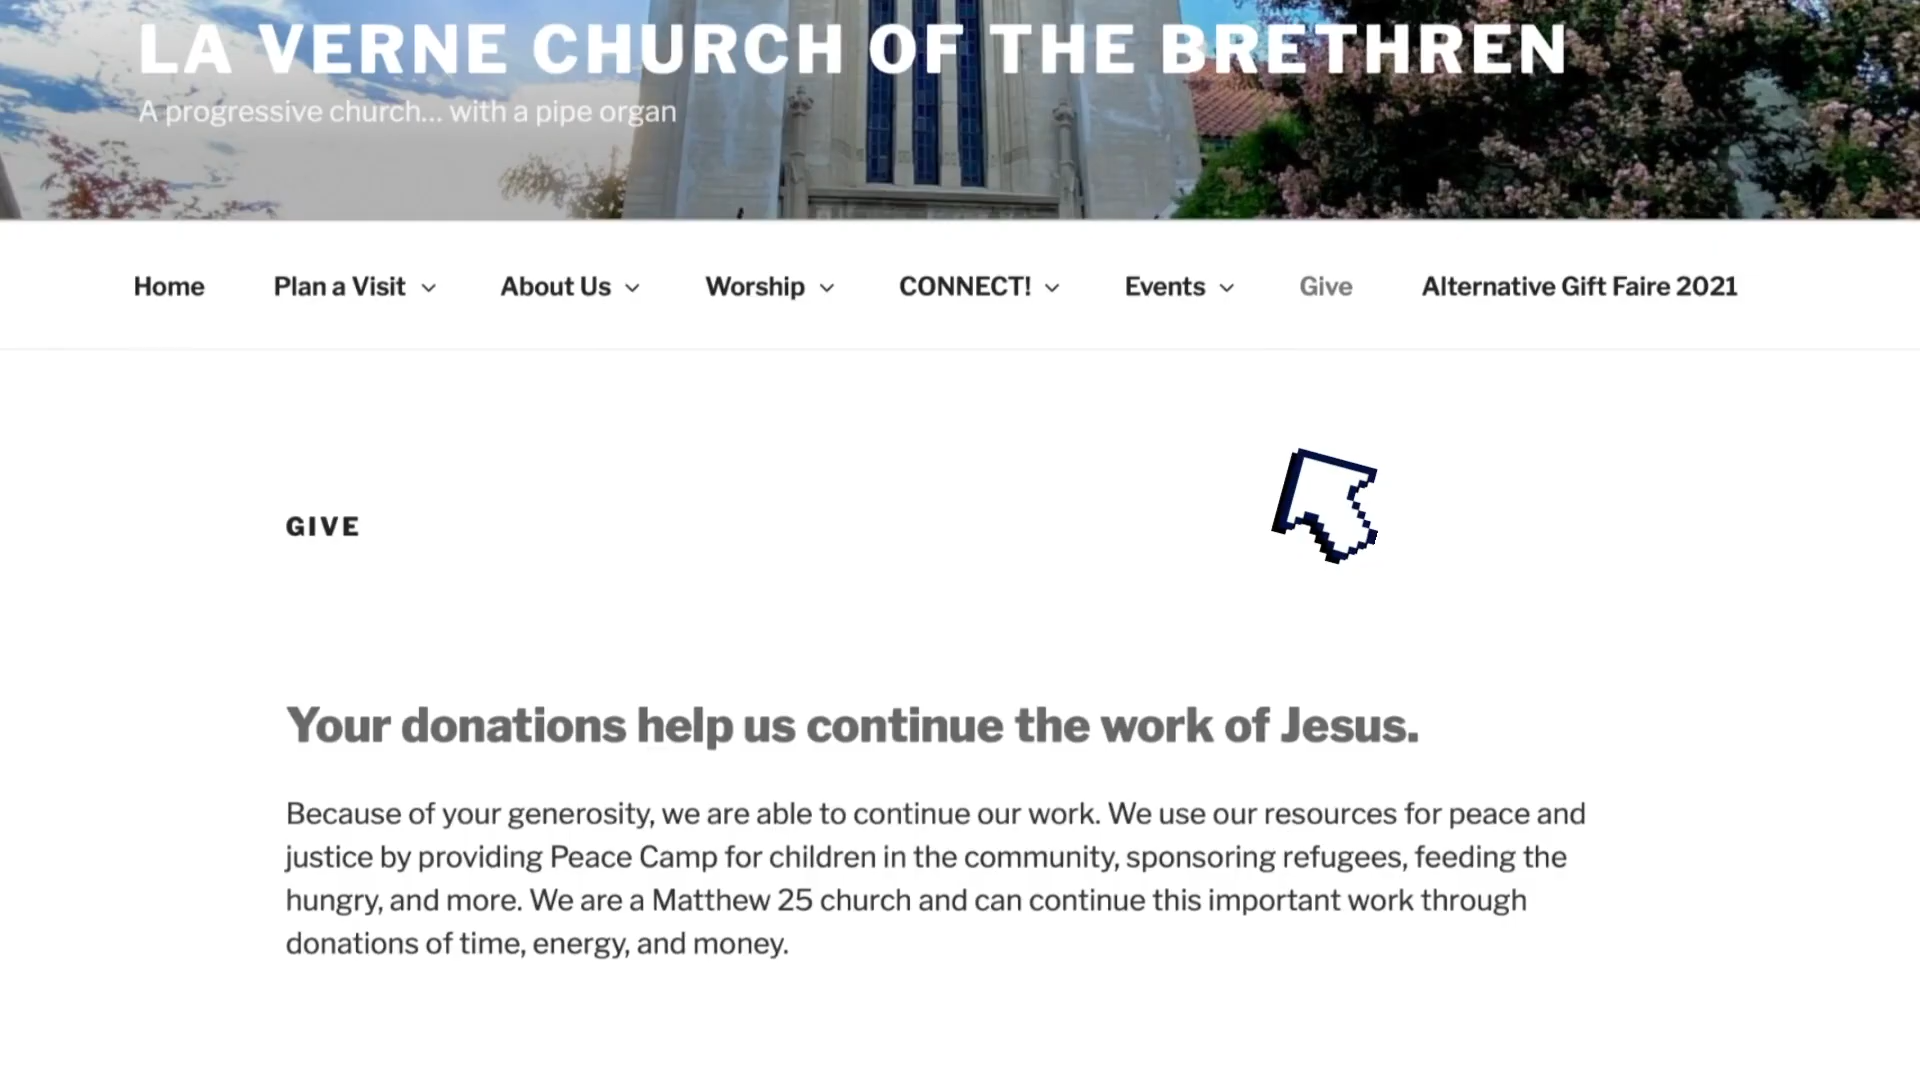 LA VERNE CHURCH OF THE BRETHREN
A progressive church... with a pipe organ
Home Plan a Visit About Us Worship CONNECT! Events Give Alternative Gift Faire 2021
GIVE
Your donations help us continue the work of Jesus.
Because of your generosity, we are able to continue our work. We use our resources for peace and
justice by providing Peace Camp for children in the community, sponsoring refugees, feeding the
hungry, and more. We are a Matthew 25 church and can continue this important work through
donations of time, energy, and money.